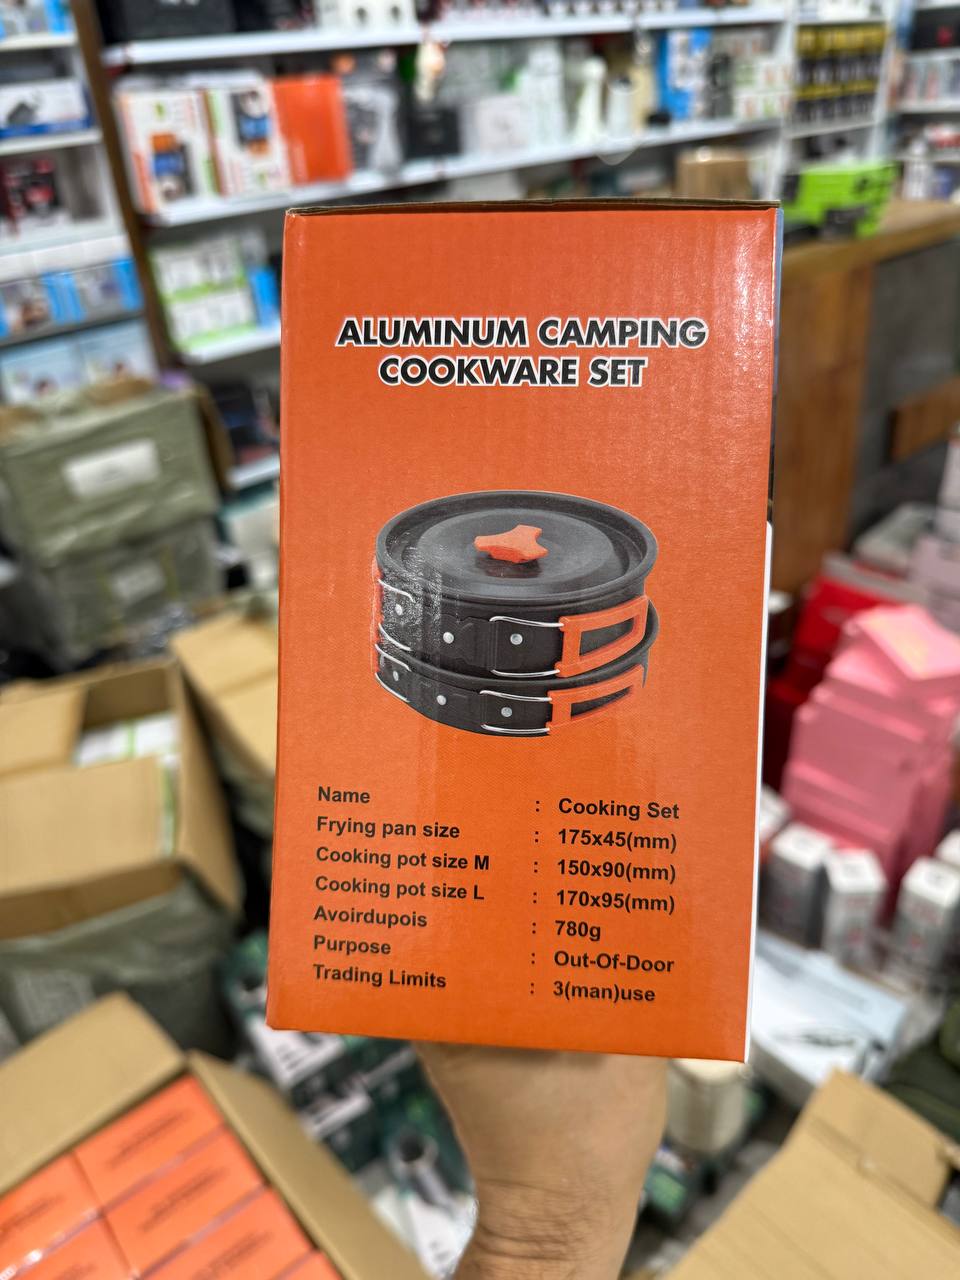 ALUMINUM CAMPING
COOKWARE SET
Name : Cooking Set
Frying pan size : 175x45(mm)
Cooking pot size M : 150x90(mm)
Cooking pot size L : 170x95(mm)
Avoirdupois : 780g
Purpose : Out-Of-Door
Trading Limits : 3(man)use